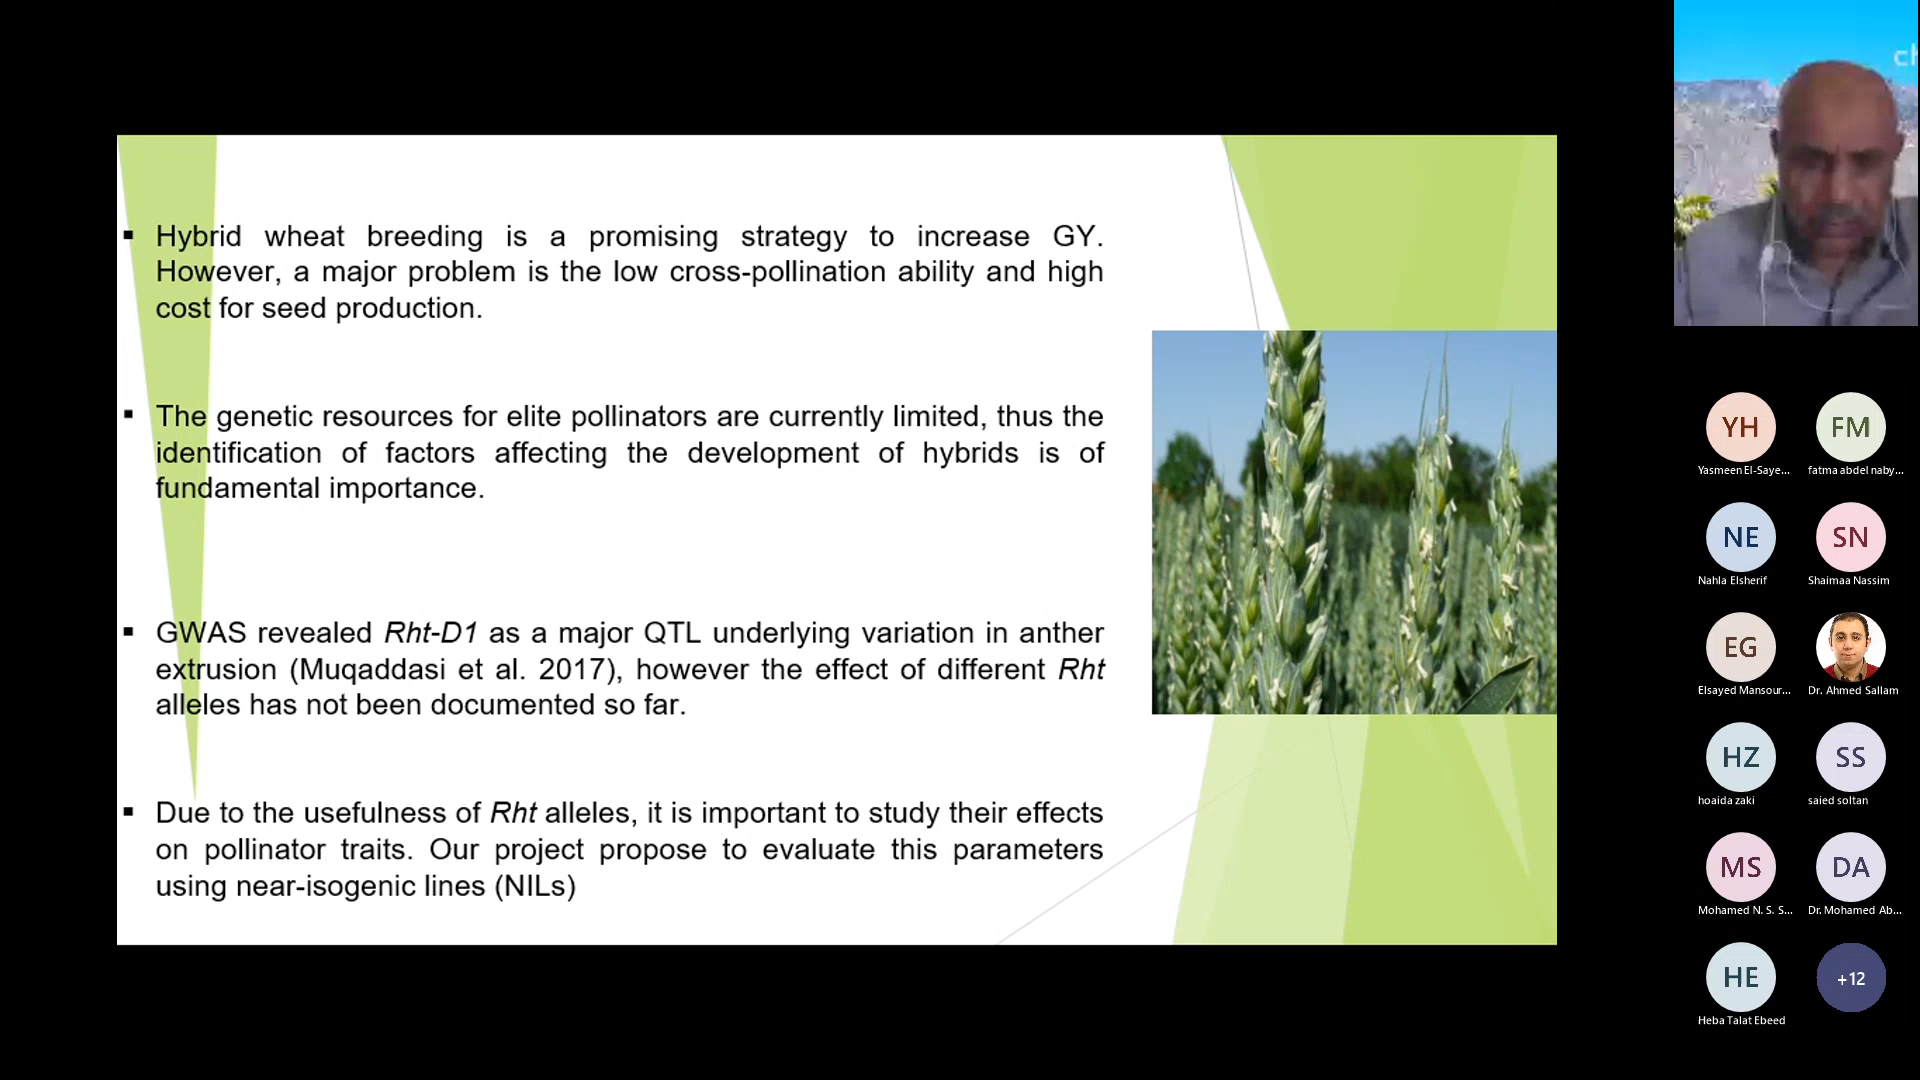 Hybrid wheat breeding is a promising strategy to increase GY.
However, a major problem is the low cross-pollination ability and high
cost for seed production.
The genetic resources for elite pollinators are currently limited, thus the
identification of factors affecting the development of hybrids is of
fundamental importance.
GWAS revealed Rht-D1 as a major QTL underlying variation in anther
extrusion (Muqaddasi et al. 2017), however the effect of different Rht
alleles has not been documented so far.
Due to the usefulness of Rht alleles, it is important to study their effects
on pollinator traits. Our project propose to evaluate this parameters
using near-isogenic lines (NILs)
ch
YH
Yasmeen El-Saye...
FM
fatma abdel naby...
NE
Nahla Elsherif
SN
Shaimaa Nassim
EG
Elsayed Mansour...
Dr. Ahmed Sallam
HZ
hoaida zaki
SS
saied soltan
MS
Mohamed N. S. S...
DA
Dr. Mohamed Ab...
HE
Heba Talat Ebeed
+12